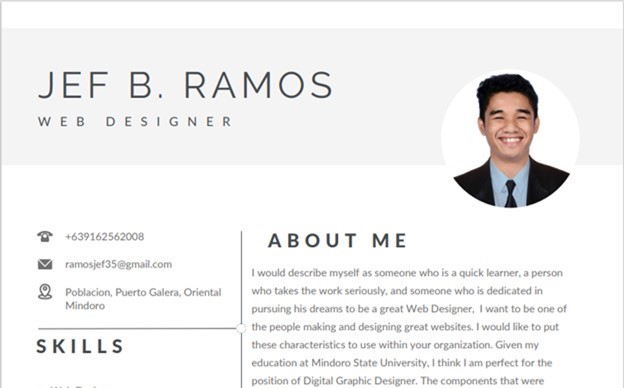 JEF B. RAMOS
WEB DESIGNER
+639162562008
ramosjef35@gmail.com
Poblacion, Puerto Galera, Oriental
Mindoro
SKILLS
ABOUT ME
I would describe myself as someone who is a quick learner, a person
who takes the work seriously, and someone who is dedicated in
pursuing his dreams to be a great Web Designer, I want to be one of
the people making and designing great websites. I would like to put
these characteristics to use within your organization. Given my
education at Mindoro State University, I think I am perfect for the
position of Digital Graphic Designer. The components that were